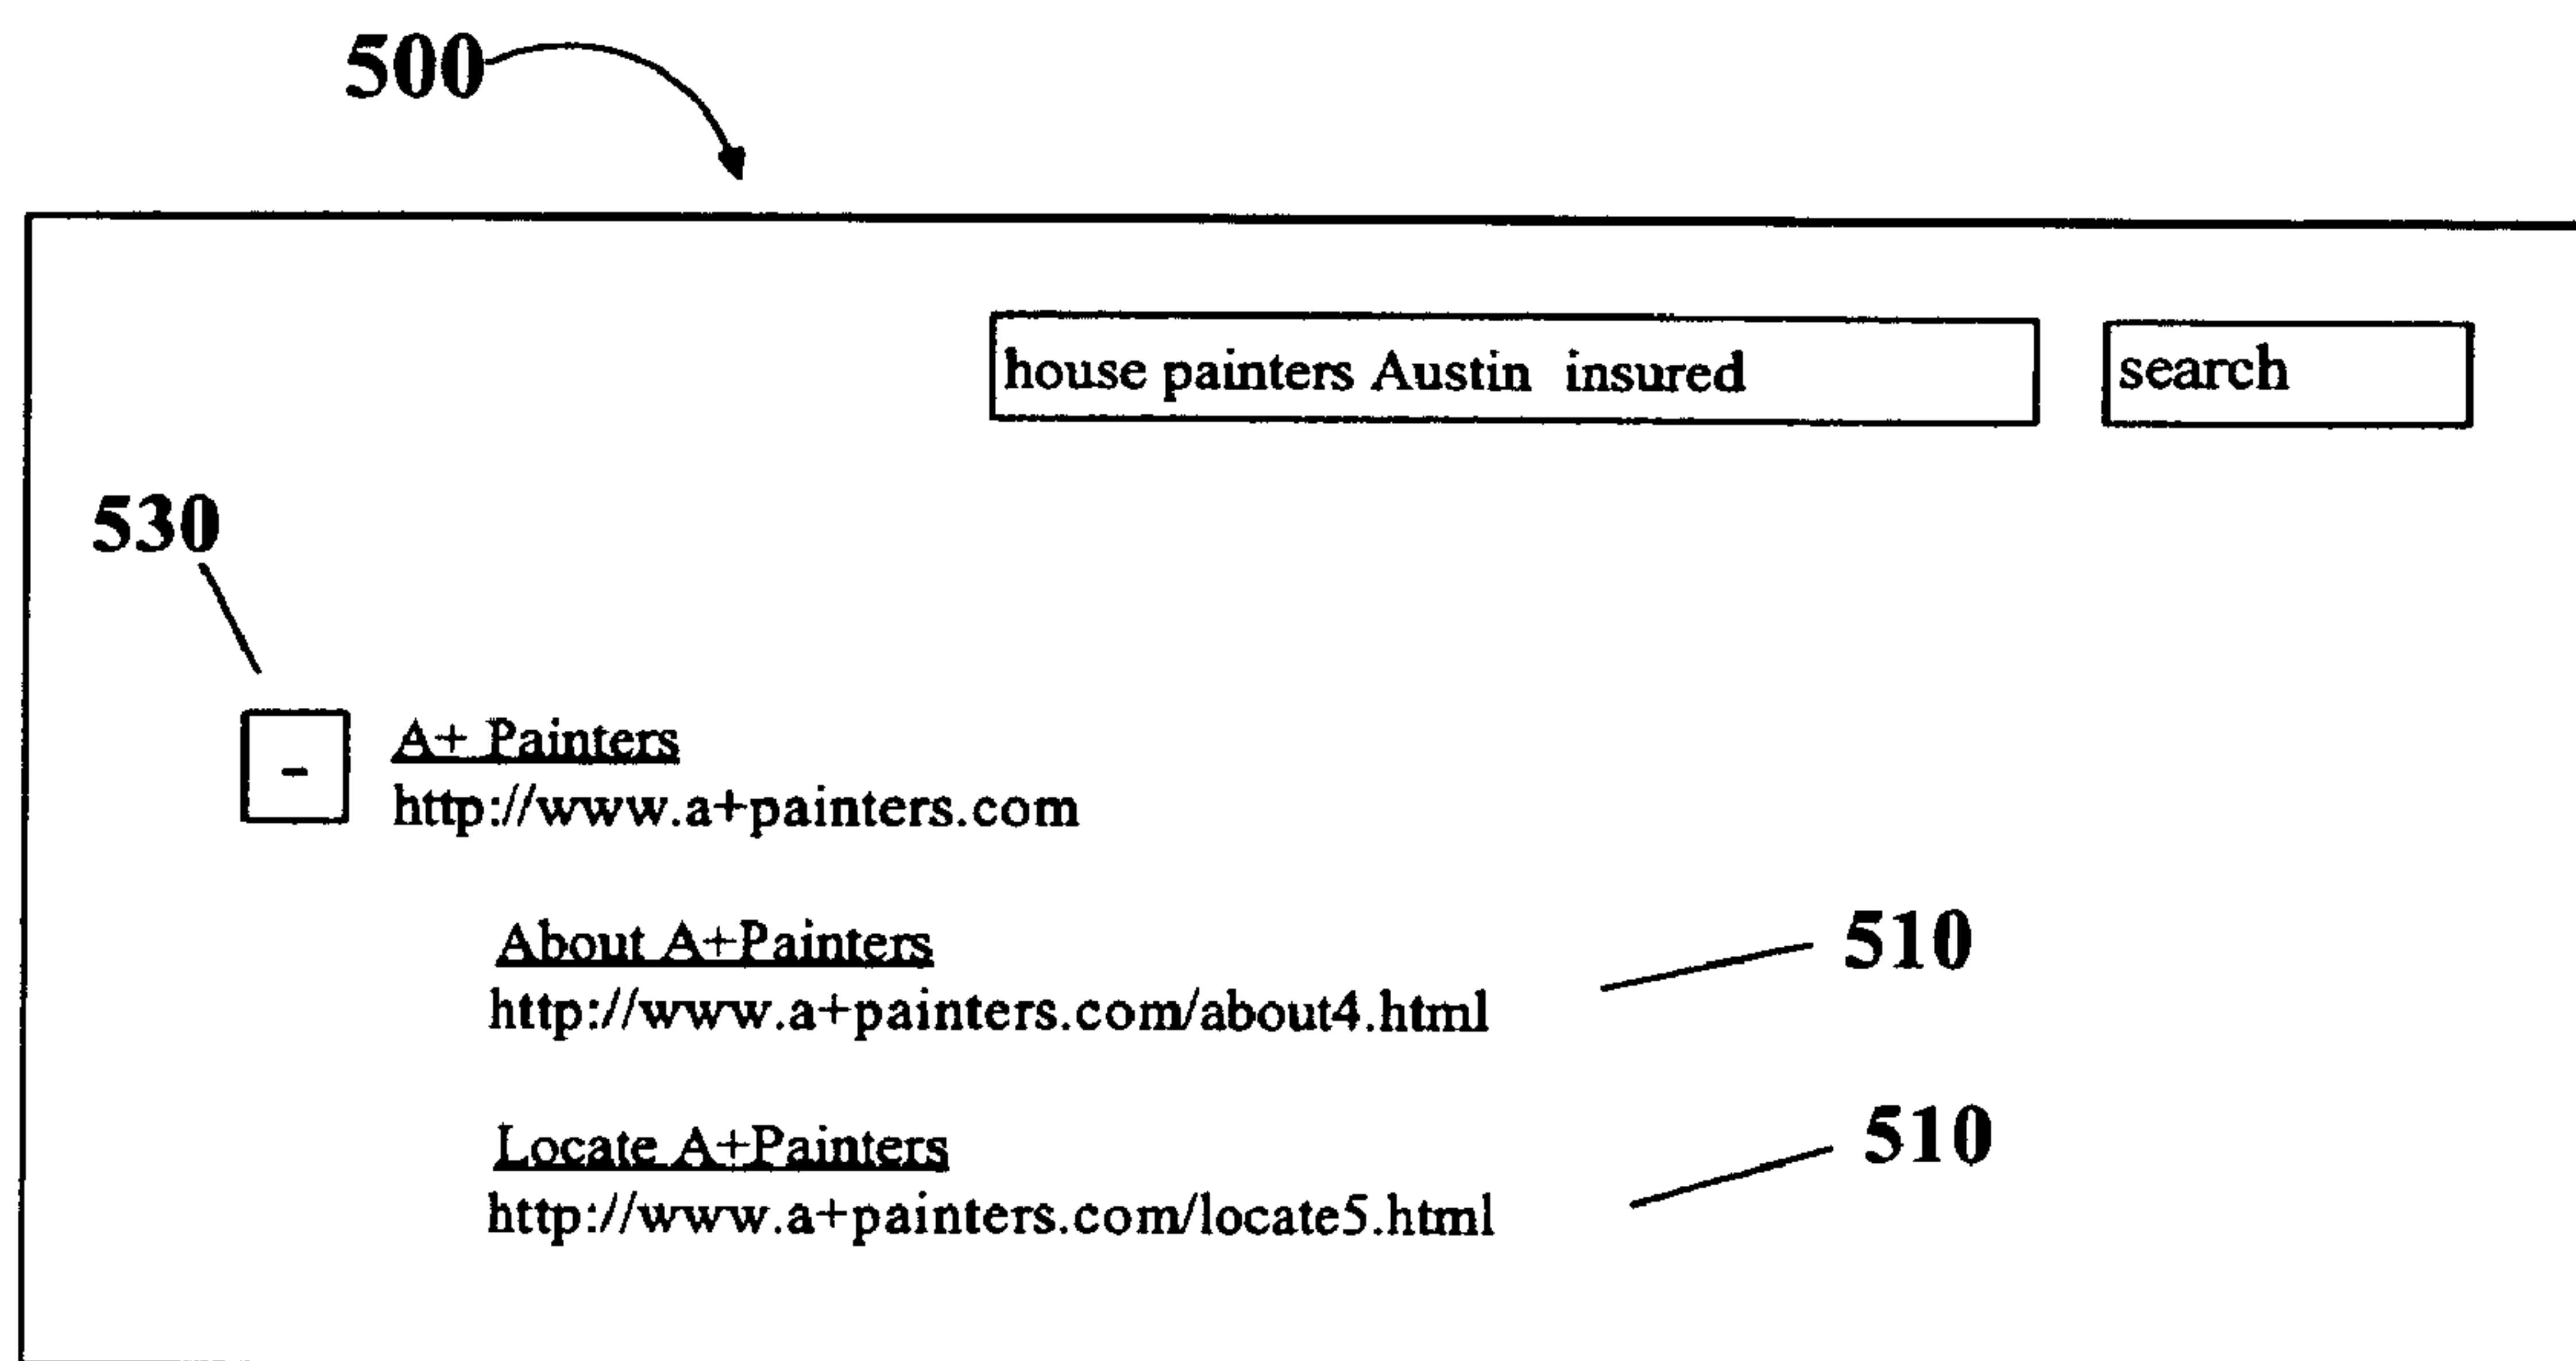 500
house painters Austin  insured
search
530
-
A+ Painters
http://www.a+painters.com
About A+Painters
510
http://www.a+painters.com/about4.html
Locate A+Painters
510
http://www.a+painters.com/locate5.html